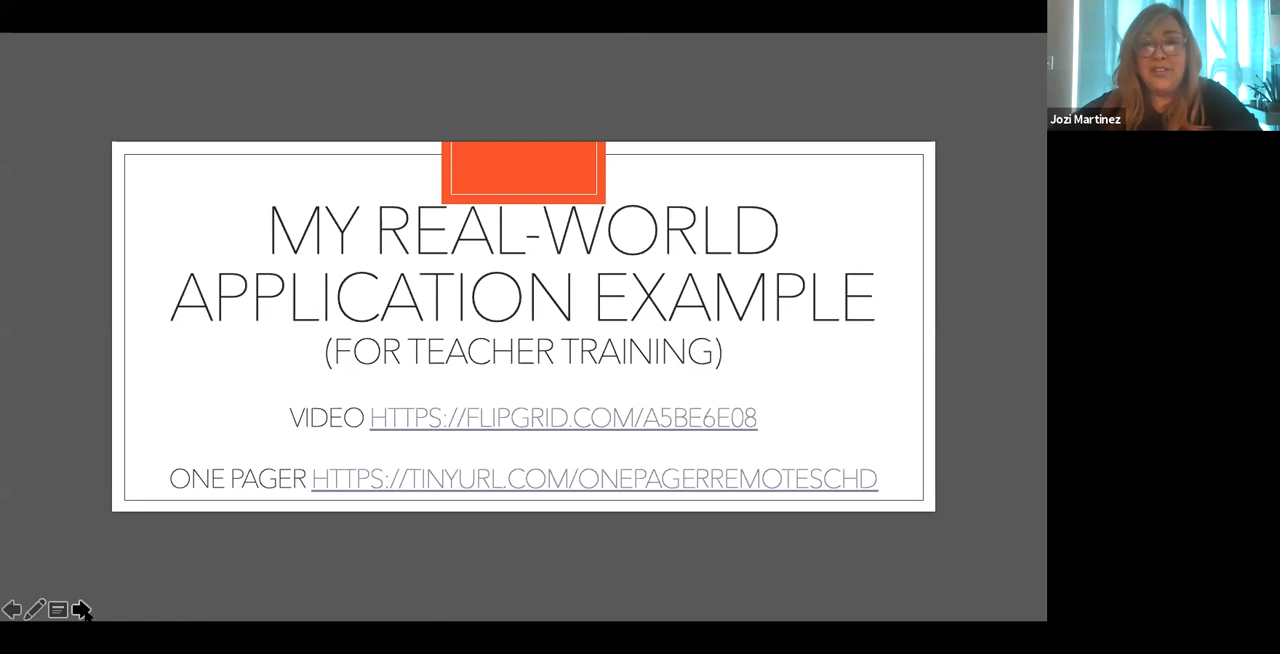 MY REAL-WORLD
APPLICATION EXAMPLE
(FOR TEACHER TRAINING)
VIDEO HTTPS://FLIPGRID.COM/A5BE6E08
ONE PAGER HTTPS://TINYURL.COM/ONEPAGERREMOTESCHD
Jozi Martinez